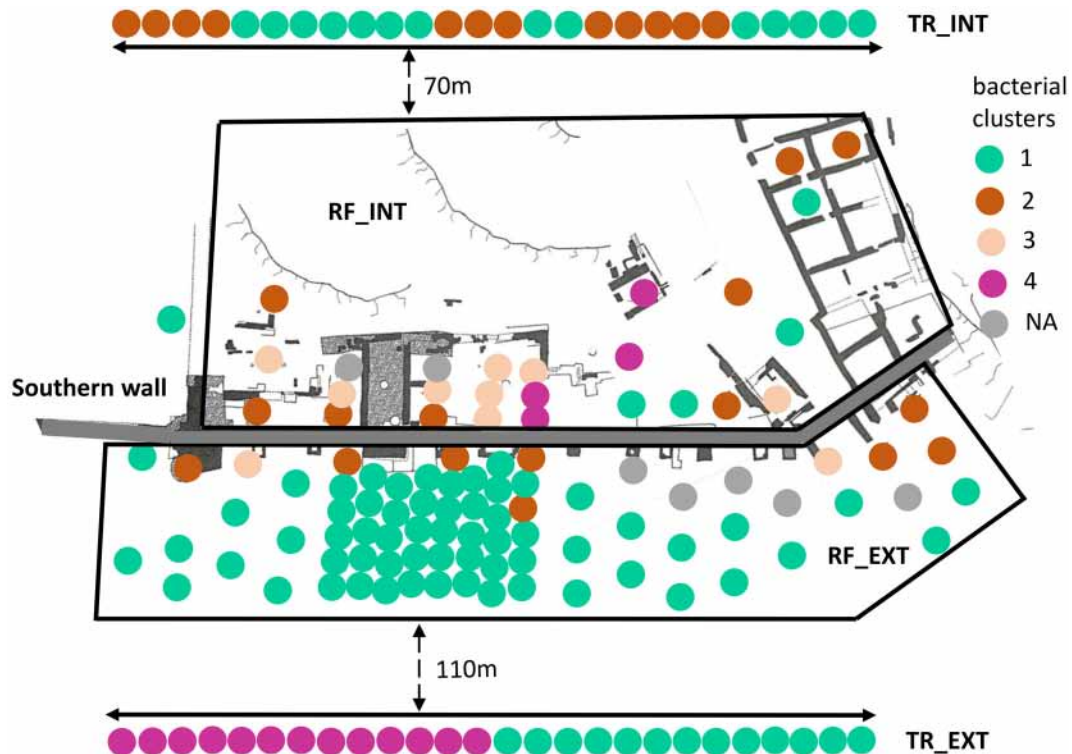 TR_INT
70m
bacterial
clusters
1
2
3
4
NA
RF_INT
Southern wall
RF_EXT
110m
TR_EXT